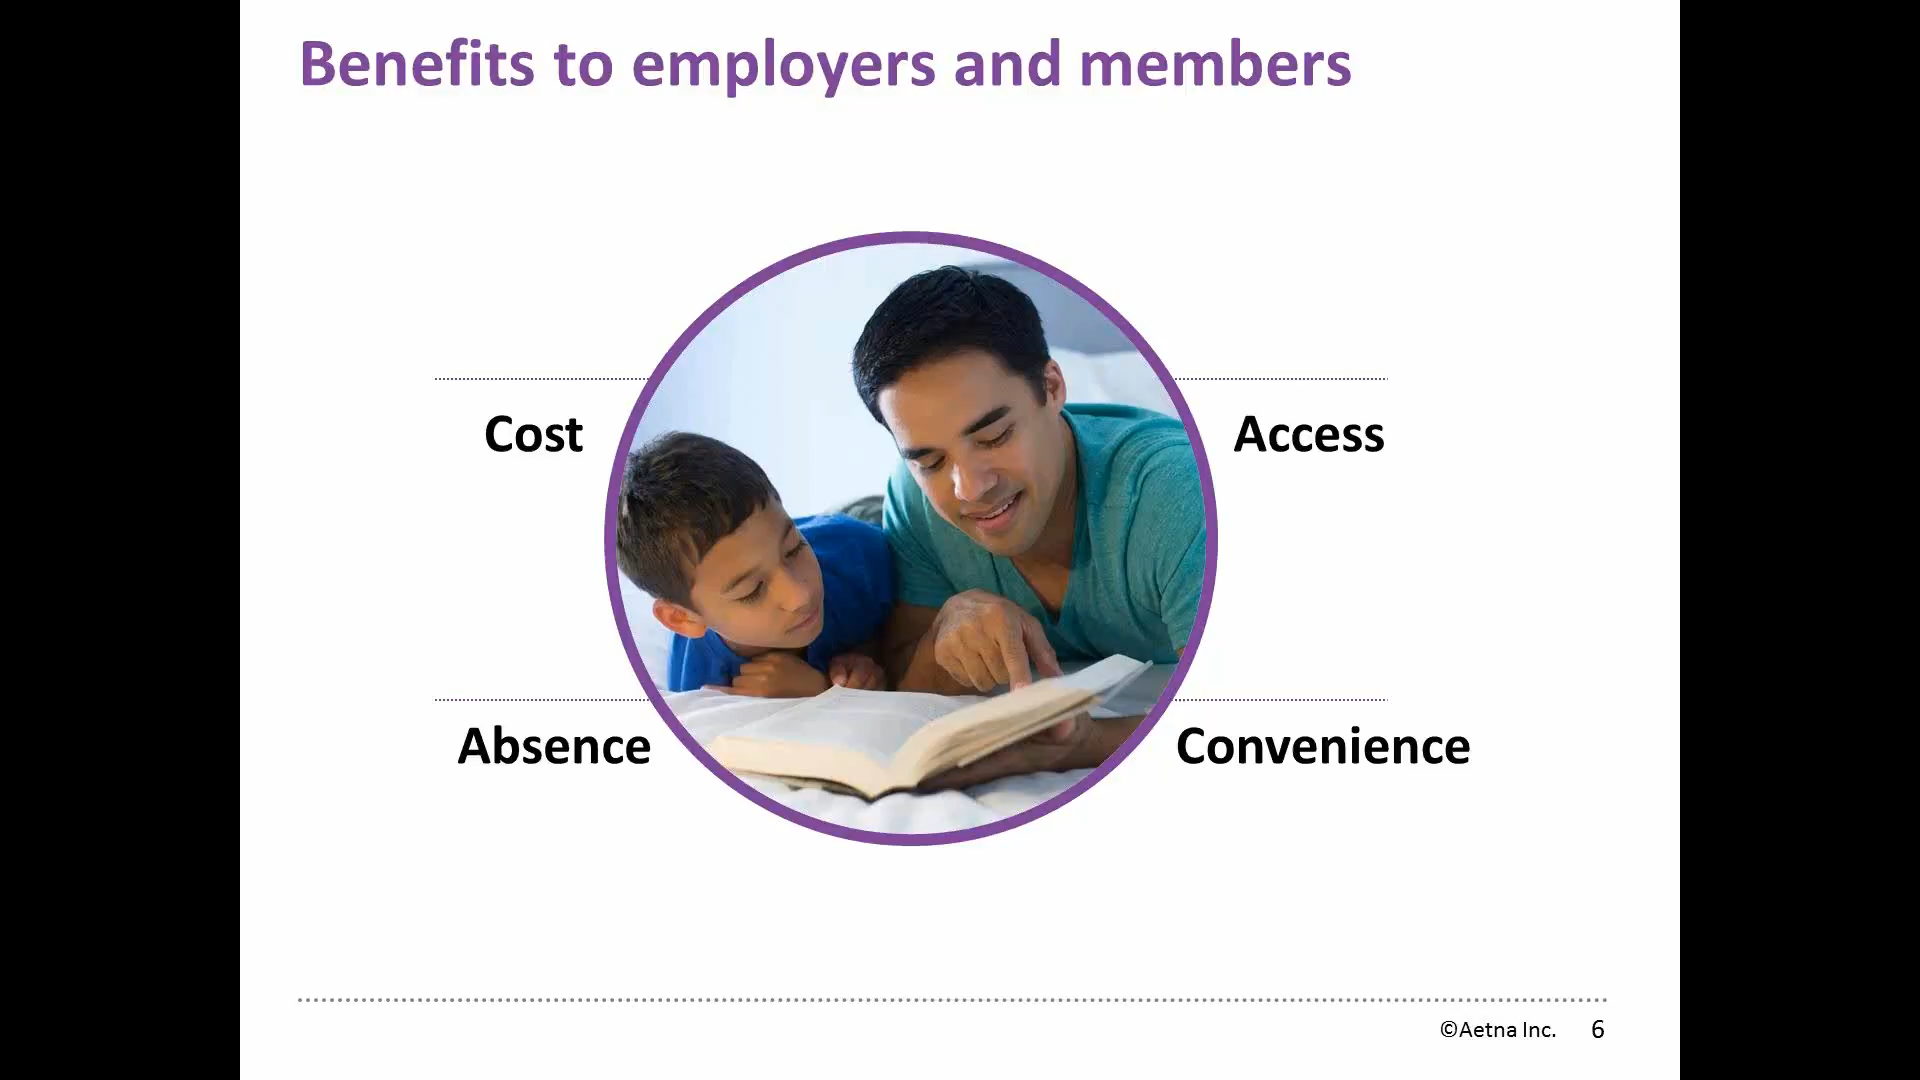 Benefits to employers and members
Cost
Access
Absence
Convenience
©Aetna Inc. 6